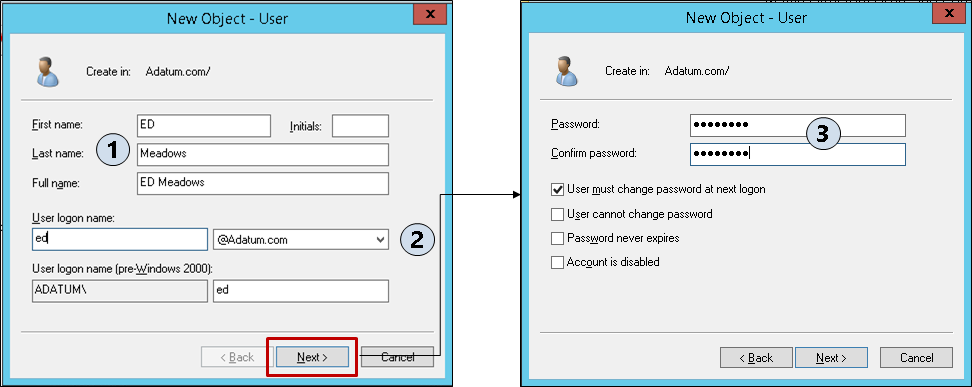 New Object - User
x
Create in: Adatum.com/
First name: ED Initials:
1
Last name: Meadows
Full name: ED Meadows
User logon name:
ed @Adatum.com
2
User logon name (pre-Windows 2000):
ADATUM\ ed
< Back Next > Cancel
New Object - User
x
Create in: Adatum.com/
Password: ●●●●●●●●
3
Confirm password: ●●●●●●●●
User must change password at next logon
User cannot change password
Password never expires
Account is disabled
< Back Next > Cancel